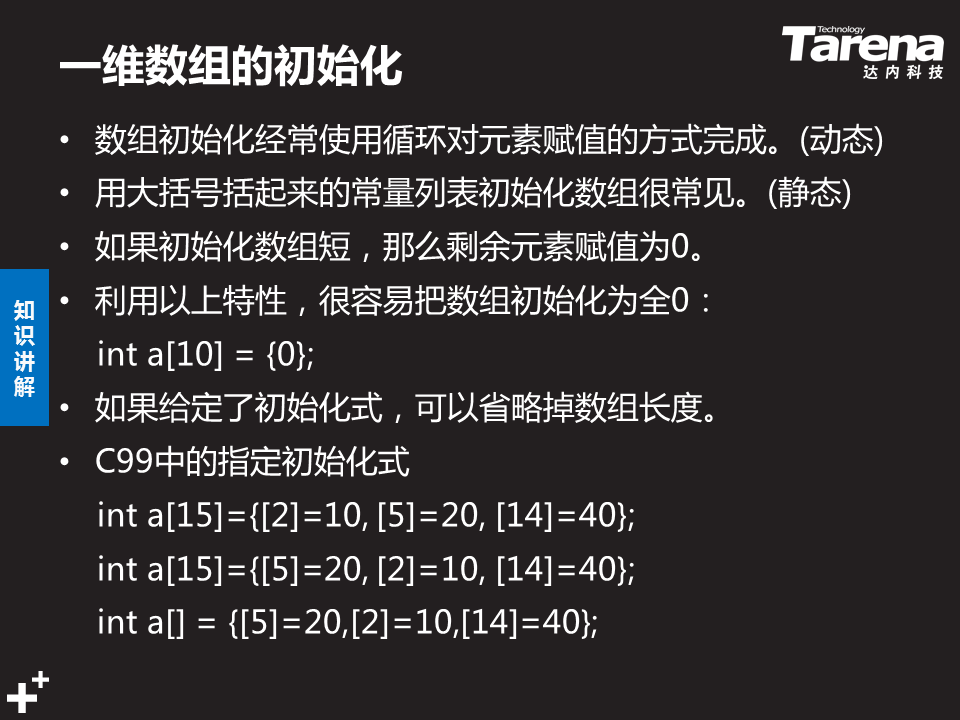 一维数组的初始化
Technology
Tarena
达内科技
• 数组初始化经常使用循环对元素赋值的方式完成。(动态)
• 用大括号括起来的常量列表初始化数组很常见。(静态)
• 如果初始化数组短，那么剩余元素赋值为0。
• 利用以上特性，很容易把数组初始化为全0：
int a[10] = {0};
• 如果给定了初始化式，可以省略掉数组长度。
• C99中的指定初始化式
int a[15]={[2]=10, [5]=20, [14]=40};
int a[15]={[5]=20, [2]=10, [14]=40};
int a[] = {[5]=20,[2]=10,[14]=40};
知识讲解